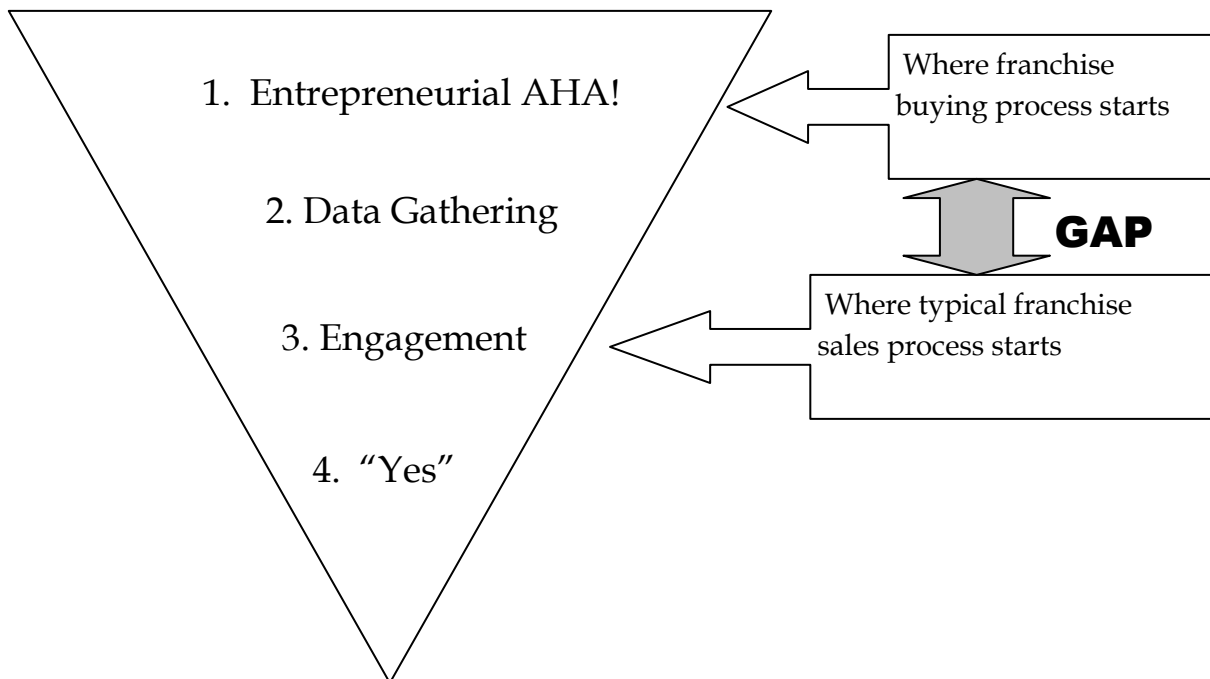 1. Entrepreneurial AHA!
2. Data Gathering
3. Engagement
4. “Yes”
Where franchise
buying process starts
GAP
Where typical franchise
sales process starts